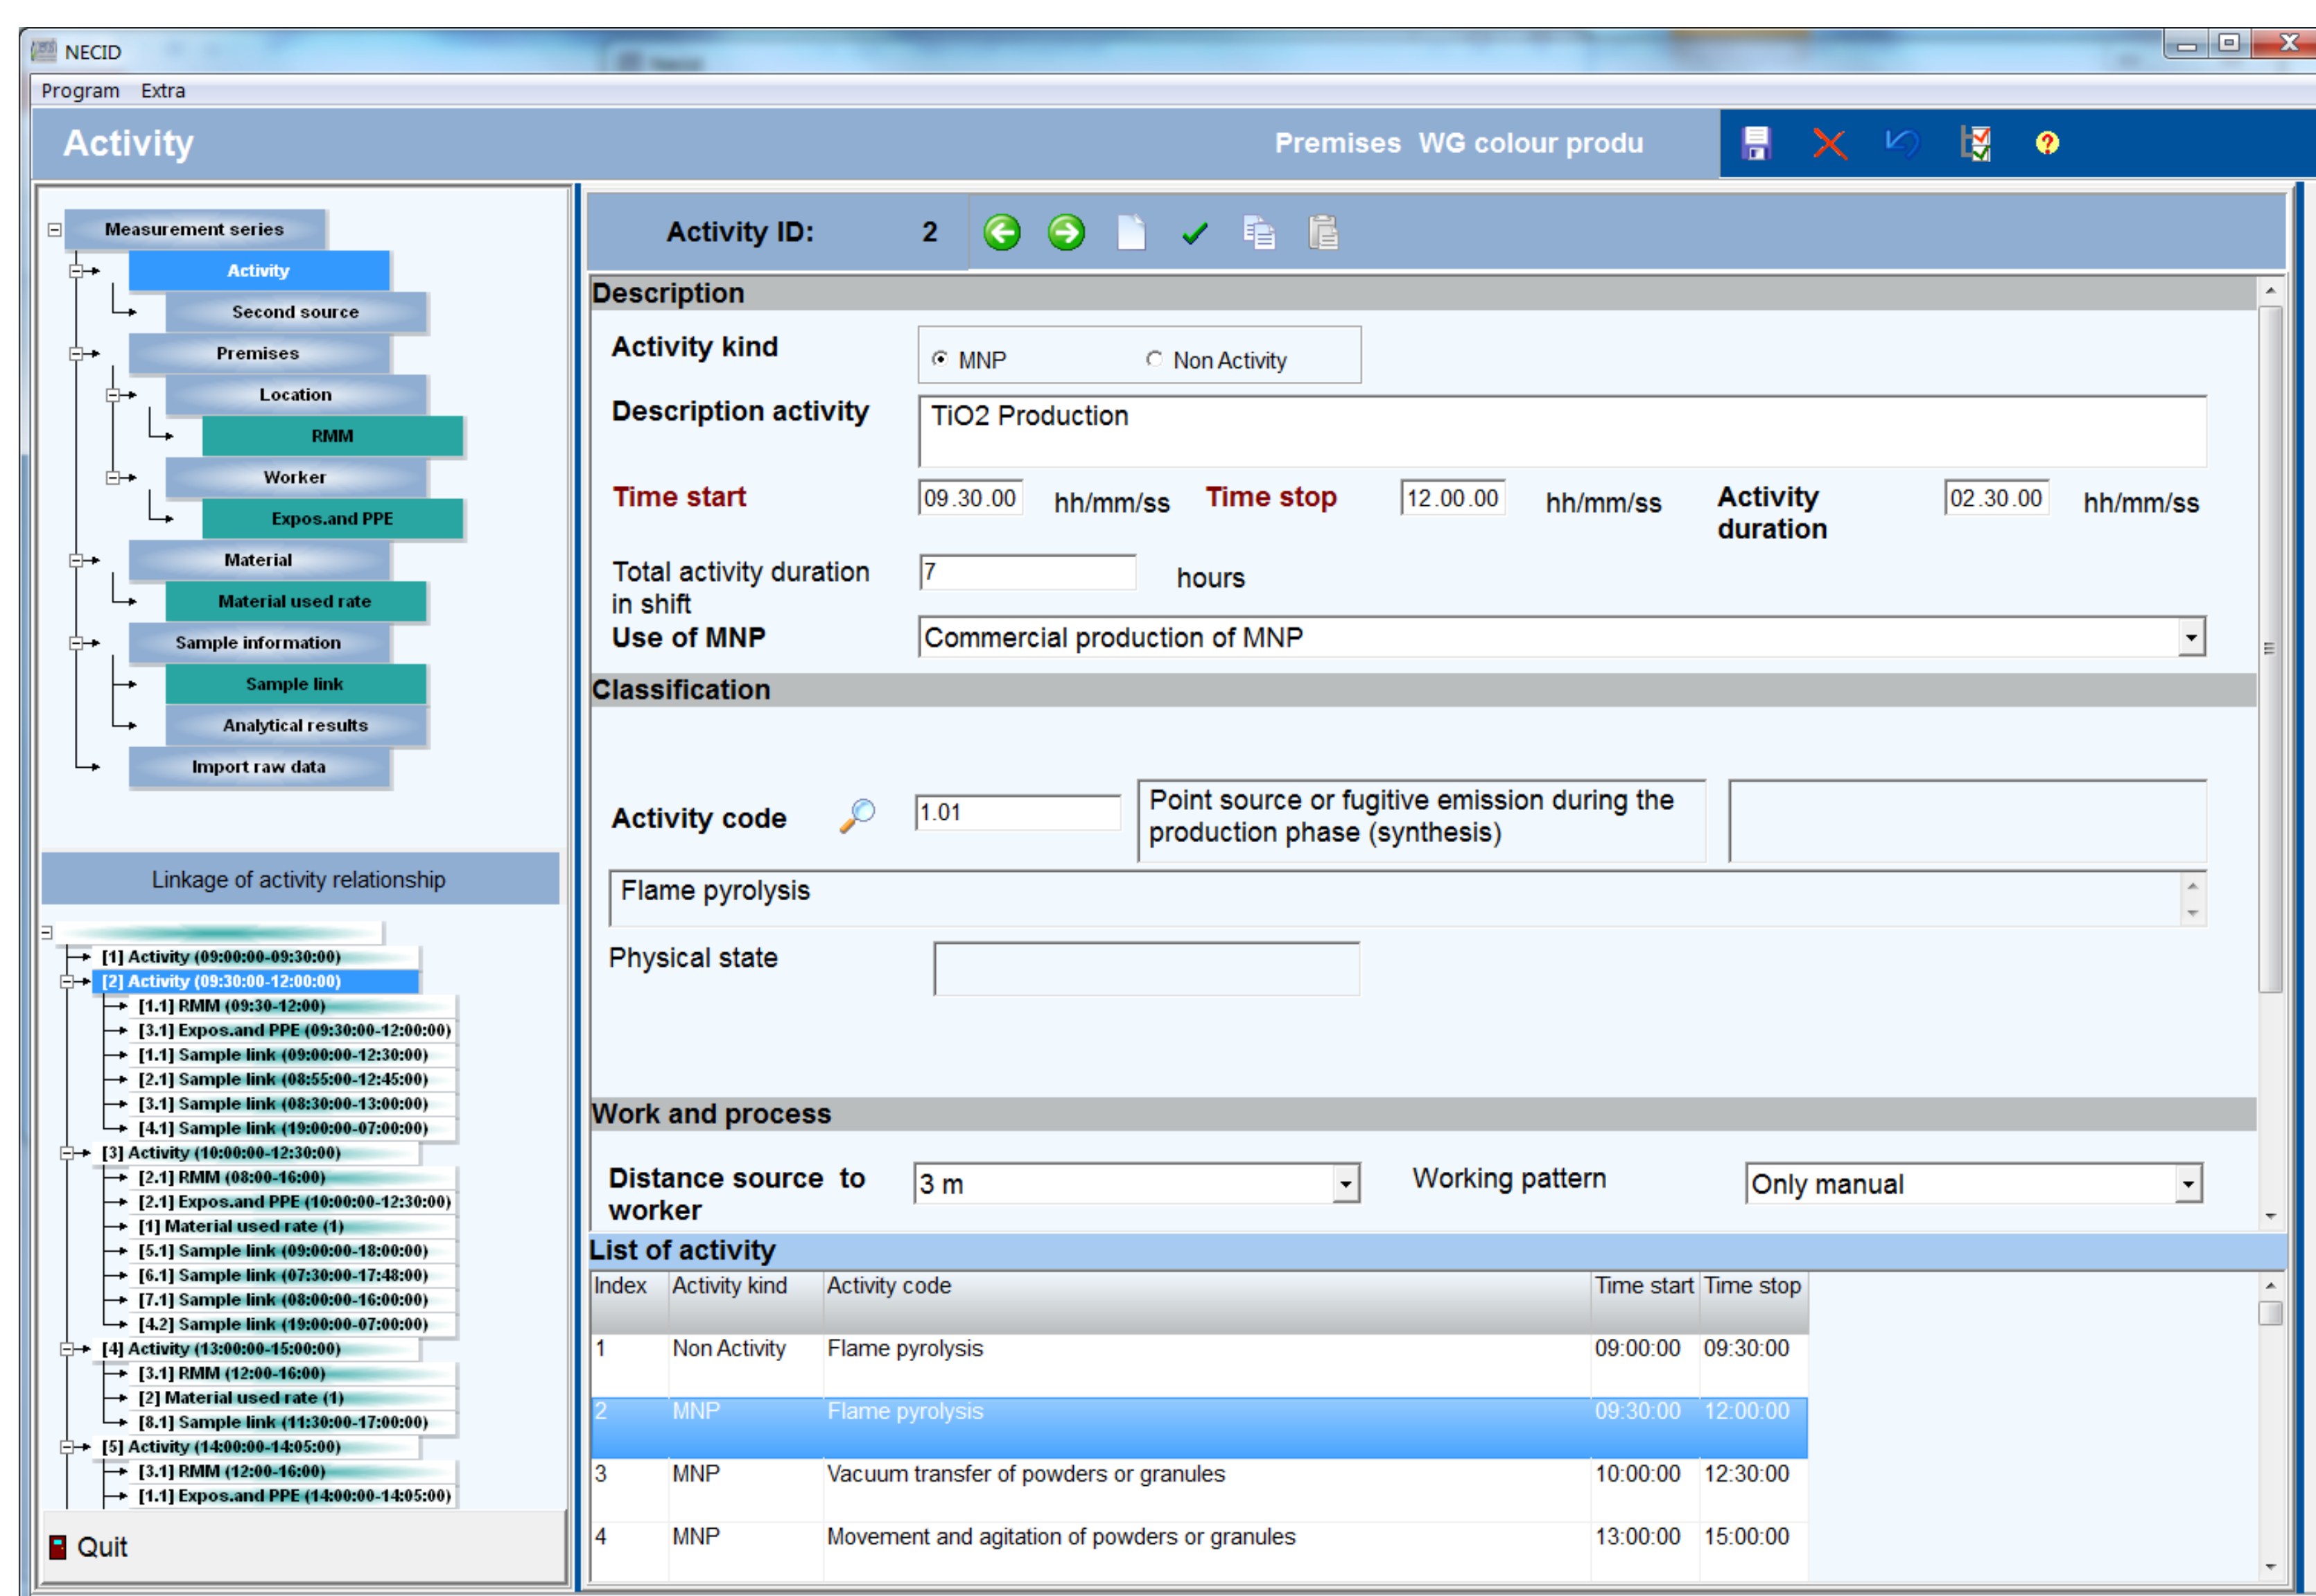 NECID
Program Extra
Activity Premises WG colour produ
Measurement series
Activity
Second source
Premises
Location
RMM
Worker
Expos.and PPE
Material
Material used rate
Sample information
Sample link
Analytical results
Import raw data
Linkage of activity relationship
[1] Activity (09:00:00-09:30:00)
[2] Activity (09:30:00-12:00:00)
[1.1] RMM (09:30-12:00)
[3.1] Expos.and PPE (09:30:00-12:00:00)
[1.1] Sample link (09:00:00-12:30:00)
[2.1] Sample link (08:55:00-12:45:00)
[3.1] Sample link (08:30:00-13:00:00)
[4.1] Sample link (19:00:00-07:00:00)
[3] Activity (10:00:00-12:30:00)
[2.1] RMM (08:00-16:00)
[2.1] Expos.and PPE (10:00:00-12:30:00)
[1] Material used rate (1)
[5.1] Sample link (09:00:00-18:00:00)
[6.1] Sample link (07:30:00-17:48:00)
[7.1] Sample link (08:00:00-16:00:00)
[4.2] Sample link (19:00:00-07:00:00)
[4] Activity (13:00:00-15:00:00)
[3.1] RMM (12:00-16:00)
[2] Material used rate (1)
[8.1] Sample link (11:30:00-17:00:00)
[5] Activity (14:00:00-14:05:00)
[3.1] RMM (12:00-16:00)
[1.1] Expos.and PPE (14:00:00-14:05:00)
Quit
Activity ID: 2
Description
Activity kind MNP Non Activity
Description activity TiO2 Production
Time start 09.30.00 hh/mm/ss Time stop 12.00.00 hh/mm/ss Activity 02.30.00 hh/mm/ss
duration
Total activity duration 7 hours
in shift
Use of MNP Commercial production of MNP
Classification
Activity code 1.01 Point source or fugitive emission during the
production phase (synthesis)
Flame pyrolysis
Physical state
Work and process
Distance source to 3 m Working pattern Only manual
worker
List of activity
Index Activity kind Activity code Time start Time stop
1 Non Activity Flame pyrolysis 09:00:00 09:30:00
2 MNP Flame pyrolysis 09:30:00 12:00:00
3 MNP Vacuum transfer of powders or granules 10:00:00 12:30:00
4 MNP Movement and agitation of powders or granules 13:00:00 15:00:00